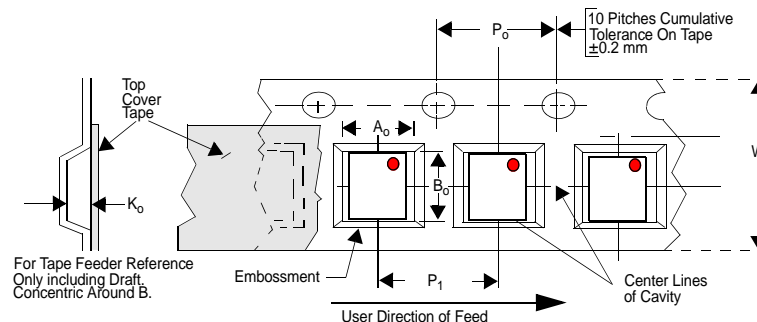 10 Pitches Cumulative
Tolerance On Tape
±0.2 mm
Po
Top
Cover
Tape
Ao
W
Bo
Ko
For Tape Feeder Reference
Only including Draft.
Concentric Around B.
Embossment
P1
Center Lines
of Cavity
User Direction of Feed